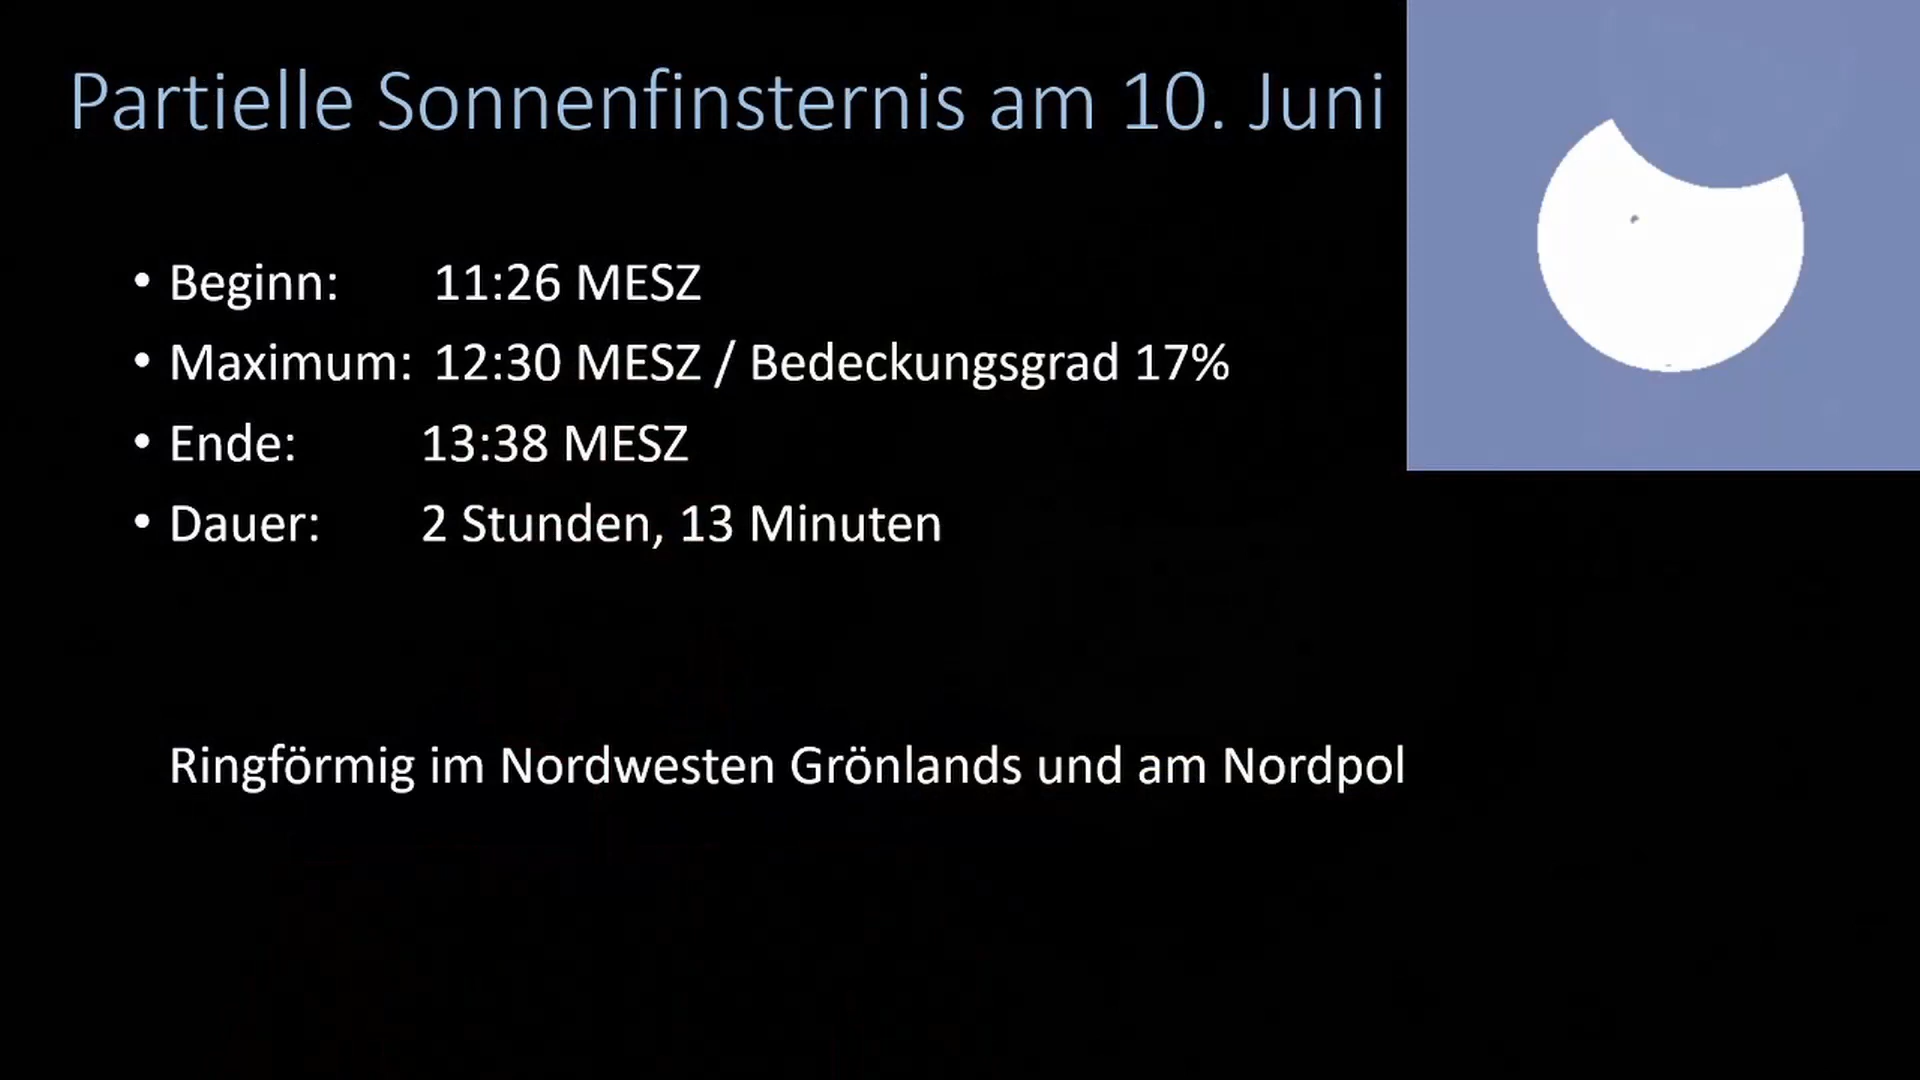 Partielle Sonnenfinsternis am 10. Juni
• Beginn: 11:26 MESZ
• Maximum: 12:30 MESZ / Bedeckungsgrad 17%
• Ende: 13:38 MESZ
• Dauer: 2 Stunden, 13 Minuten
Ringförmig im Nordwesten Grönlands und am Nordpol